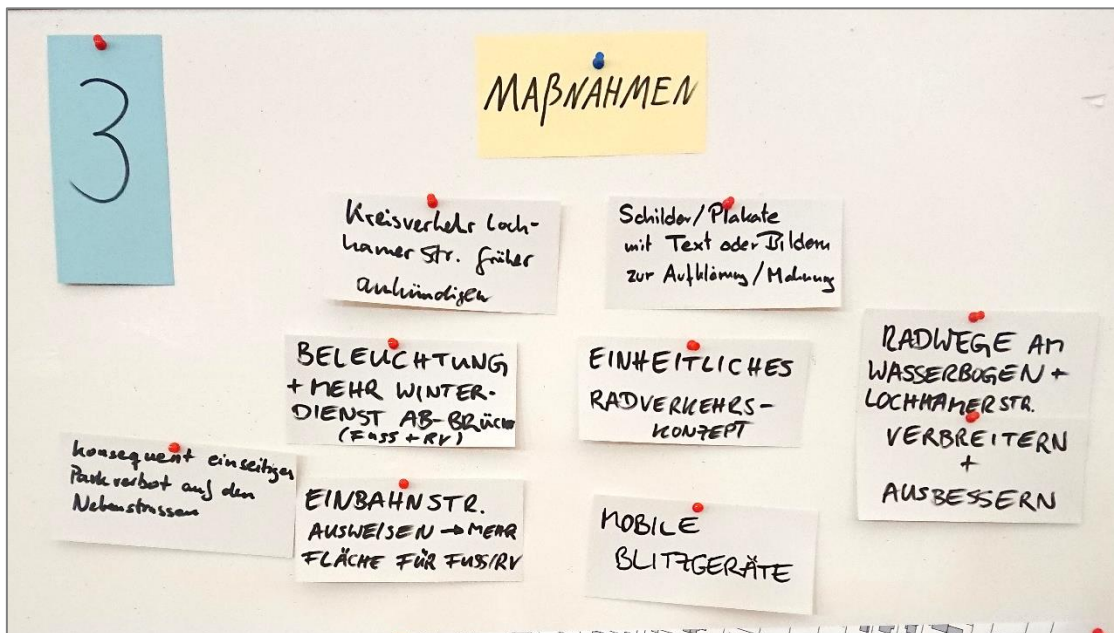 3
MAßNAHMEN
Kreisverkehr Loch-
hamer Str. früher
ankündigen
Schilder/Plakate
mit Text oder Bildern
zur Aufklärung/Mahnung
BELEUCHTUNG
+ MEHR WINTER-
DIENST AB-BRÜCKE
(FUSS + RV)
EINHEITLICHES
RADVERKEHRS-
KONZEPT
RADWEGE AM
WASSERBOGEN +
LOCHHAMERSTR.
VERBREITERN
+
AUSBESSERN
konsequent einseitiges
Parkverbot auf den
Nebenstrassen
EINBAHNSTR.
AUSWEISEN → MEHR
FLÄCHE FÜR FUSS/RV
MOBILE
BLITZGERÄTE